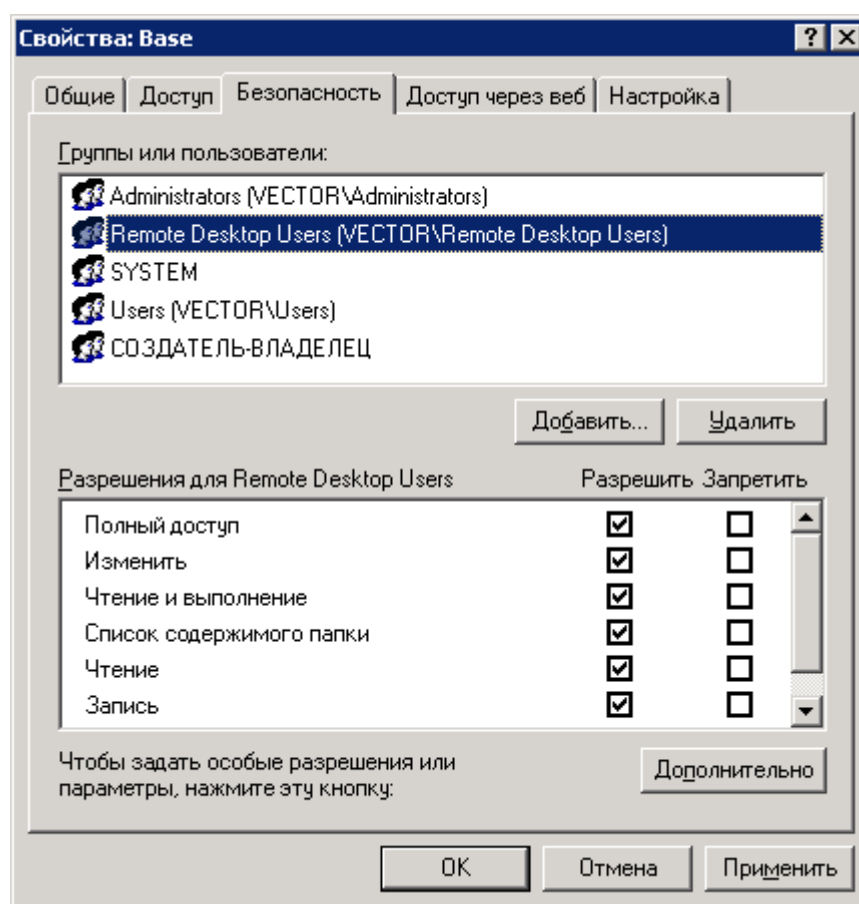 Свойства: Base
Общие Доступ Безопасность Доступ через веб Настройка
Группы или пользователи:
Administrators (VECTOR\Administrators)
Remote Desktop Users (VECTOR\Remote Desktop Users)
SYSTEM
Users (VECTOR\Users)
СОЗДАТЕЛЬ-ВЛАДЕЛЕЦ
Добавить... Удалить
Разрешения для Remote Desktop Users Разрешить Запретить
Полный доступ
Изменить
Чтение и выполнение
Список содержимого папки
Чтение
Запись
Чтобы задать особые разрешения или
параметры, нажмите эту кнопку:
Дополнительно
OK Отмена Применить